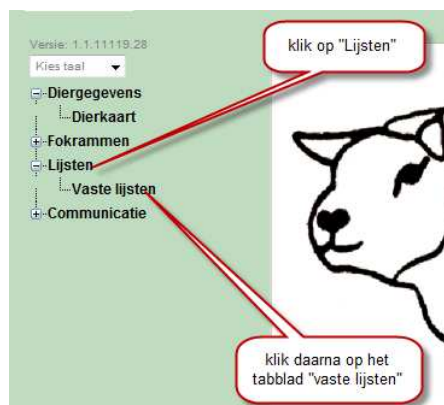 Versie: 1.1.11119.28
klik op "Lijsten"
Kies taal
Diergegevens
Dierkaart
Fokrammen
Lijsten
Vaste lijsten
Communicatie
klik daarna op het
tabblad "vaste lijsten"